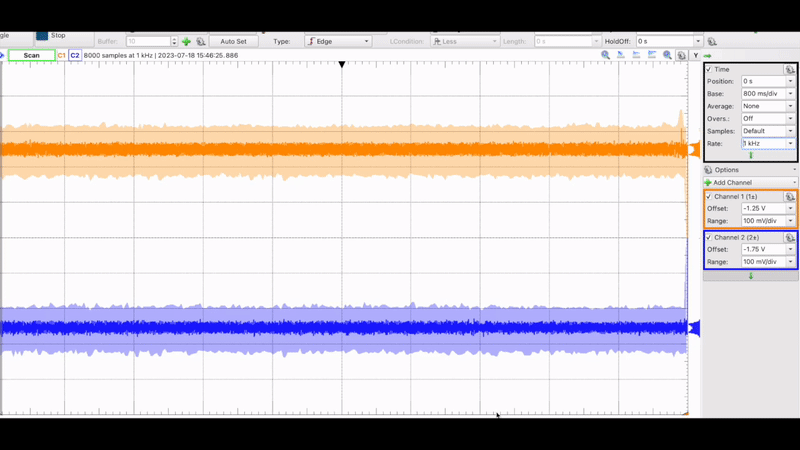 gle Stop Buffer: 10 Auto Set Type: Edge LCondition: Less Length: 0 s HoldOff: 0 s
Scan C1 C2 8000 samples at 1 kHz | 2023-07-18 15:46:25.886 Y
Time
Position: 0 s
Base: 800 ms/div
Average: None
Overs.: Off
Samples: Default
Rate: 1 kHz
Options
Add Channel
Channel 1 (1±)
Offset: -1.25 V
Range: 100 mV/div
Channel 2 (2±)
Offset: -1.75 V
Range: 100 mV/div